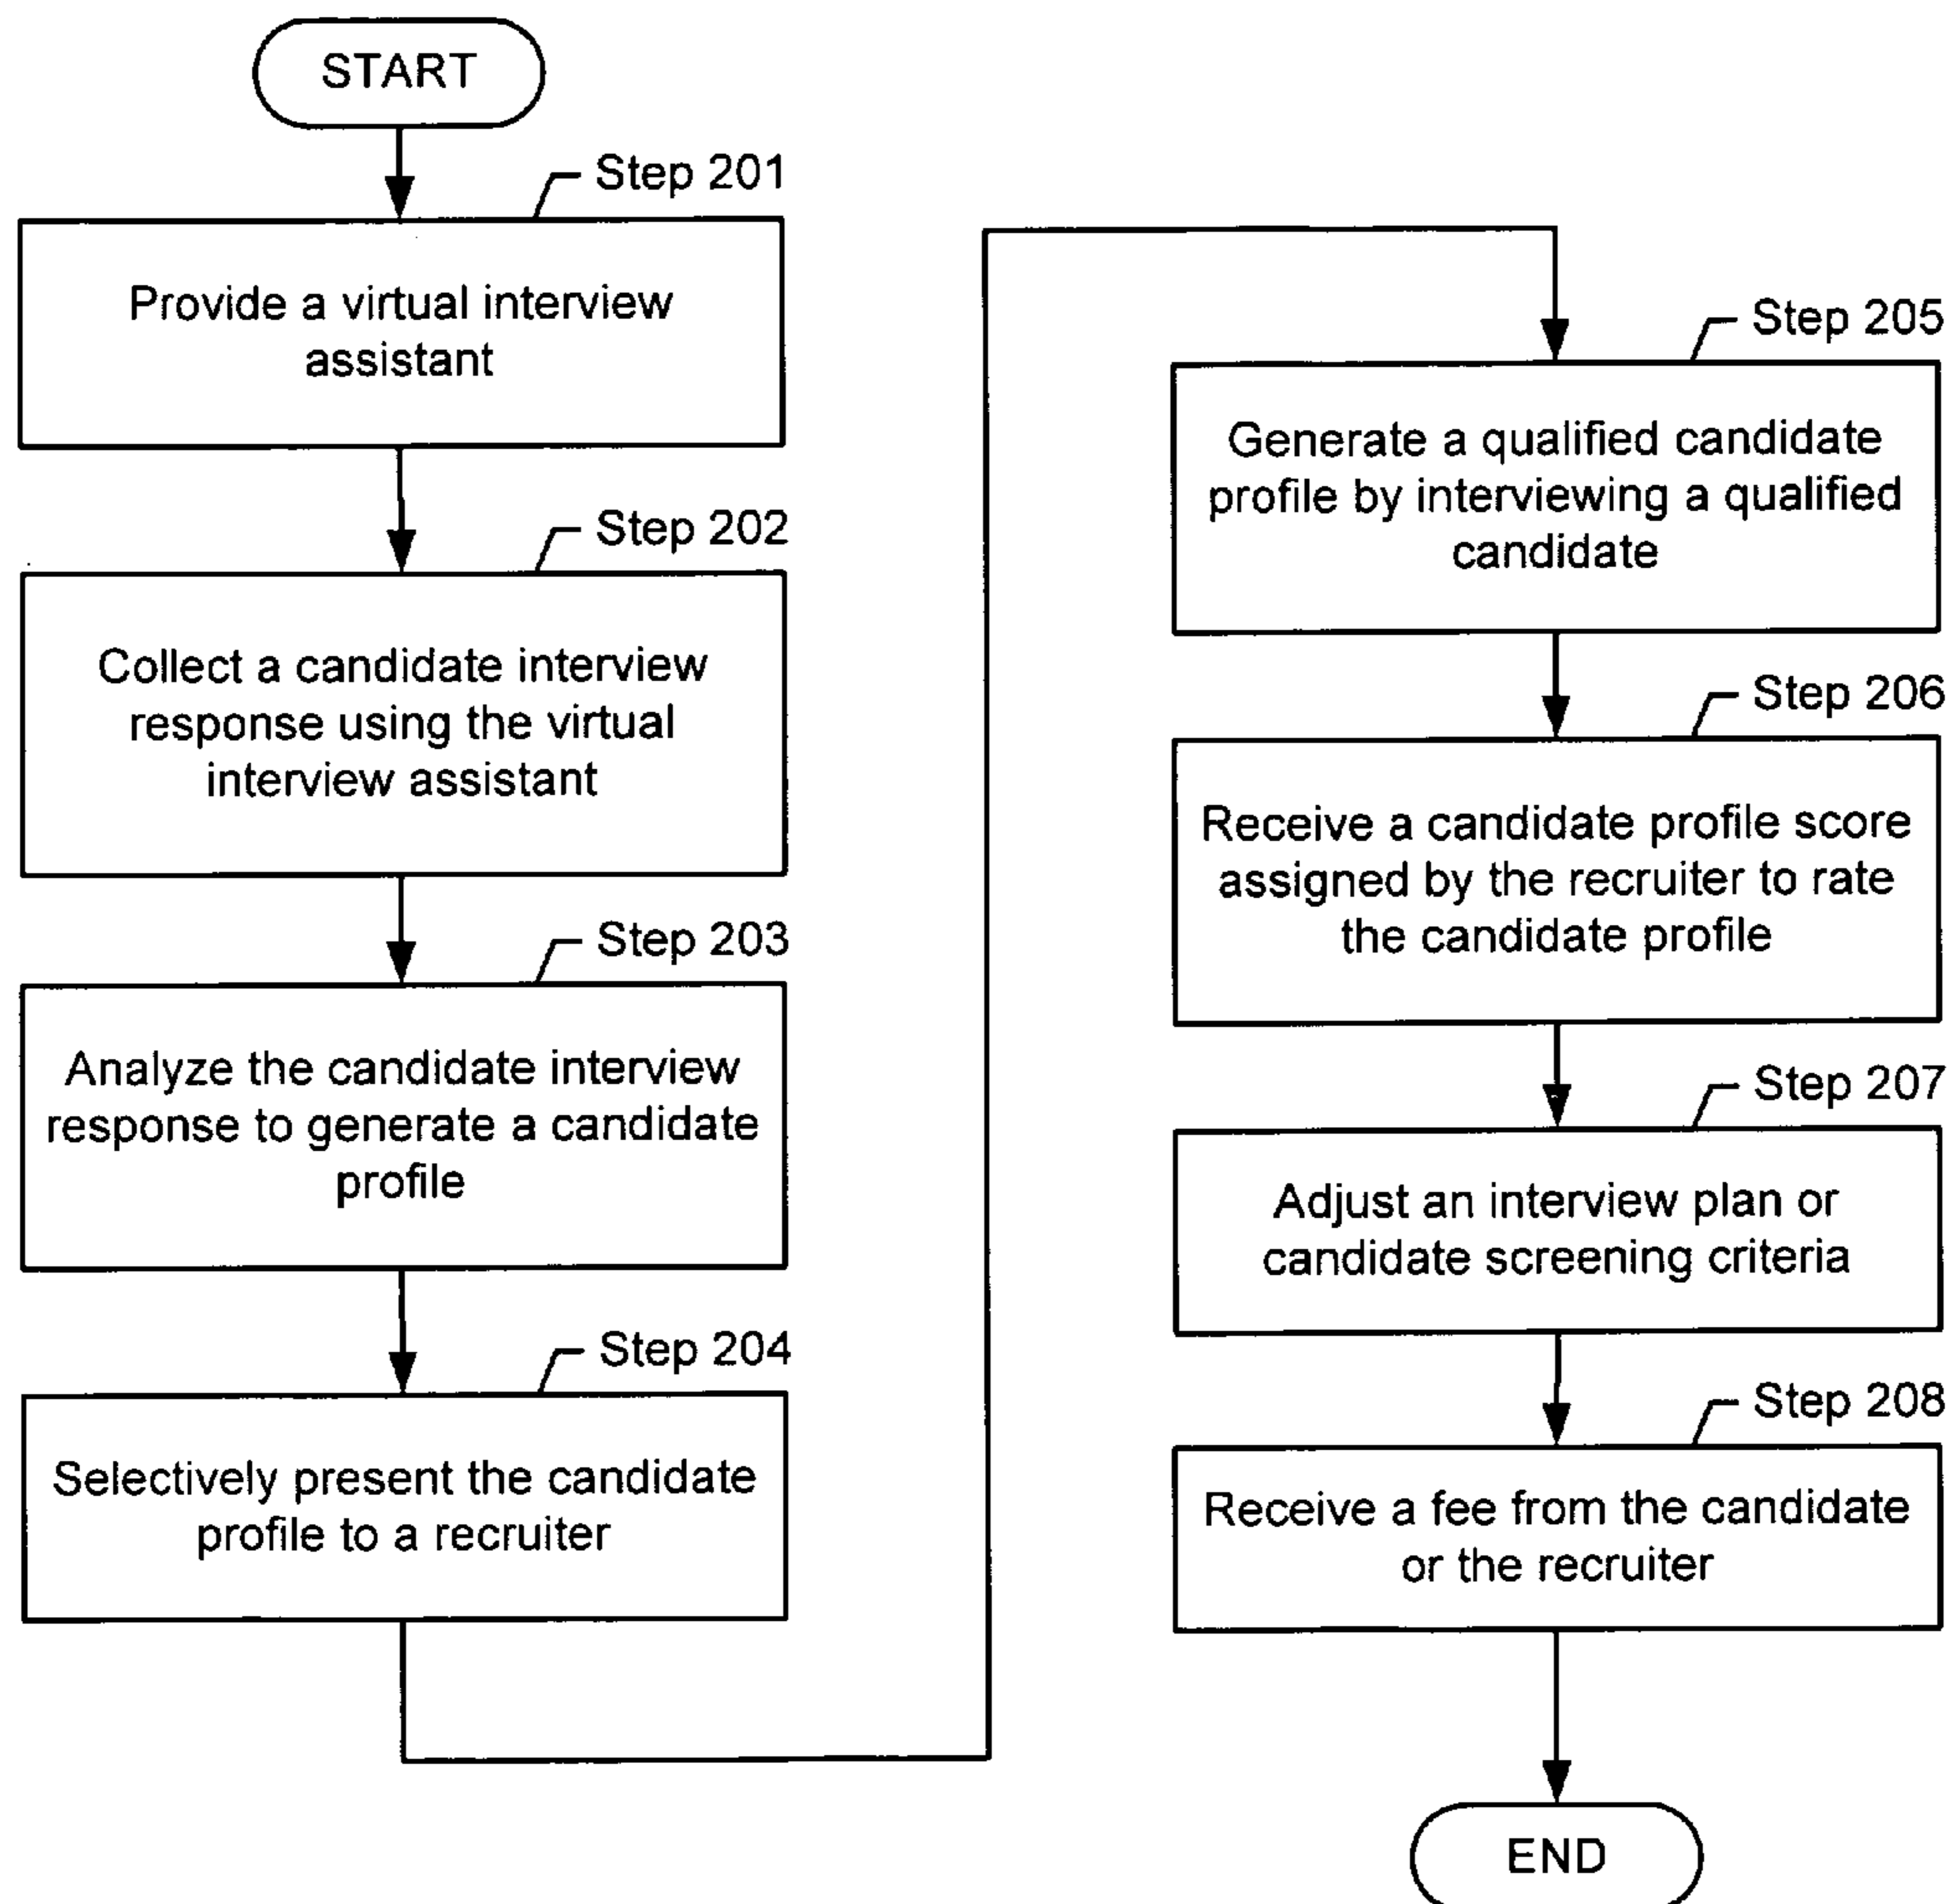 START
Step 201
Provide a virtual interview
assistant
Step 202
Collect a candidate interview
response using the virtual
interview assistant
Step 203
Analyze the candidate interview
response to generate a candidate
profile
Step 204
Selectively present the candidate
profile to a recruiter
Step 205
Generate a qualified candidate
profile by interviewing a qualified
candidate
Step 206
Receive a candidate profile score
assigned by the recruiter to rate
the candidate profile
Step 207
Adjust an interview plan or
candidate screening criteria
Step 208
Receive a fee from the candidate
or the recruiter
END